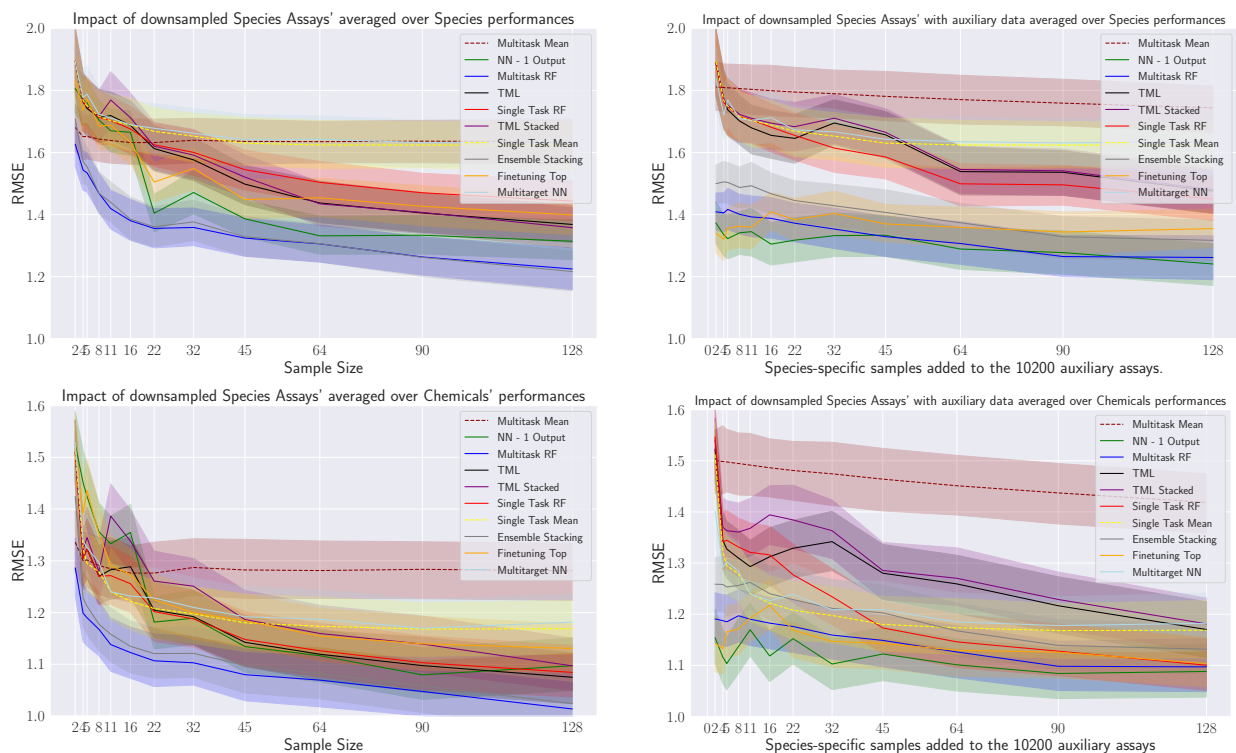 Impact of downsampled Species Assays' averaged over Species performances
2.0
1.8
1.6
1.4
1.2
1.0
RMSE
Multitask Mean
NN - 1 Output
Multitask RF
TML
Single Task RF
TML Stacked
Single Task Mean
Ensemble Stacking
Finetuning Top
Multitarget NN
2 4 5 8 11 16 22 32 45 64 90 128
Sample Size
Impact of downsampled Species Assays' with auxiliary data averaged over Species performances
2.0
1.8
1.6
1.4
1.2
1.0
RMSE
Multitask Mean
NN - 1 Output
Multitask RF
TML
TML Stacked
Single Task RF
Single Task Mean
Ensemble Stacking
Finetuning Top
Multitarget NN
0 2 4 5 8 11 16 22 32 45 64 90 128
Species-specific samples added to the 10200 auxiliary assays.
Impact of downsampled Species Assays' averaged over Chemicals' performances
1.6
1.5
1.4
1.3
1.2
1.1
1.0
RMSE
Multitask Mean
NN - 1 Output
Multitask RF
TML
TML Stacked
Single Task RF
Single Task Mean
Ensemble Stacking
Finetuning Top
Multitarget NN
2 4 5 8 11 16 22 32 45 64 90 128
Sample Size
Impact of downsampled Species Assays' with auxiliary data averaged over Chemicals performances
1.6
1.5
1.4
1.3
1.2
1.1
1.0
RMSE
Multitask Mean
NN - 1 Output
Multitask RF
TML
TML Stacked
Single Task RF
Single Task Mean
Ensemble Stacking
Finetuning Top
Multitarget NN
0 2 4 5 8 11 16 22 32 45 64 90 128
Species-specific samples added to the 10200 auxiliary assays